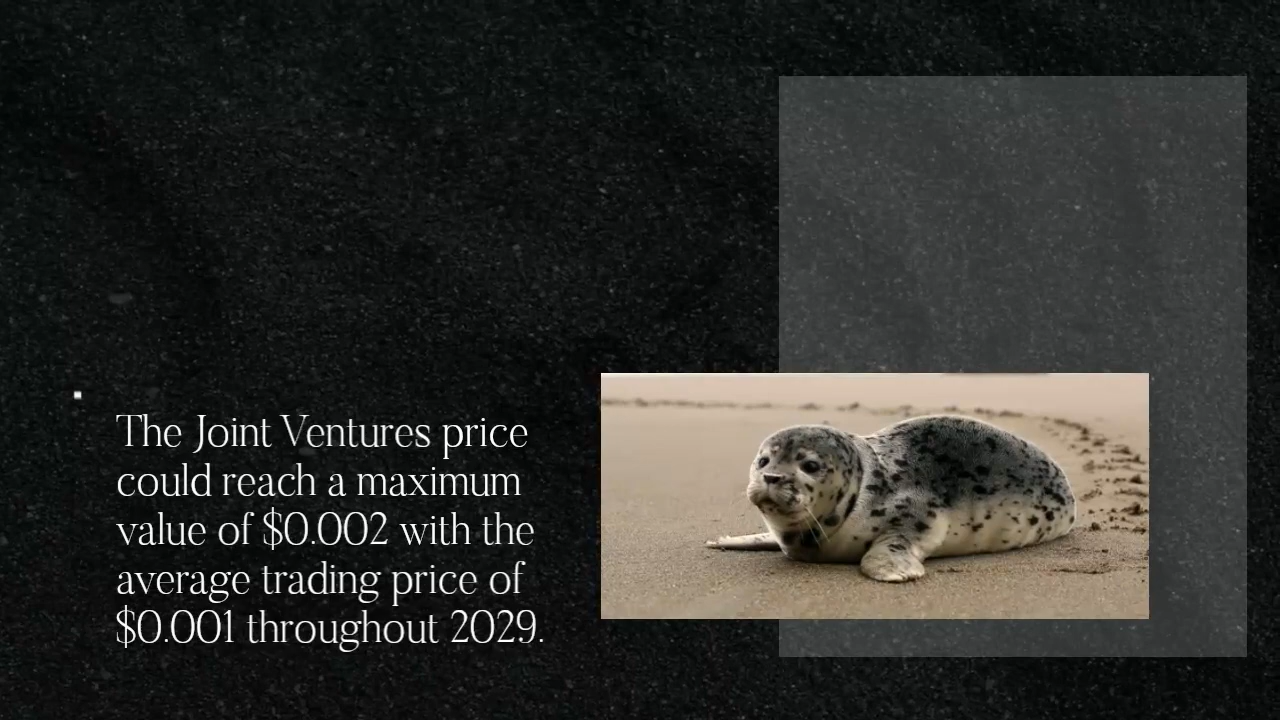 The Joint Ventures price
could reach a maximum
value of $0.002 with the
average trading price of
$0.001 throughout 2029.